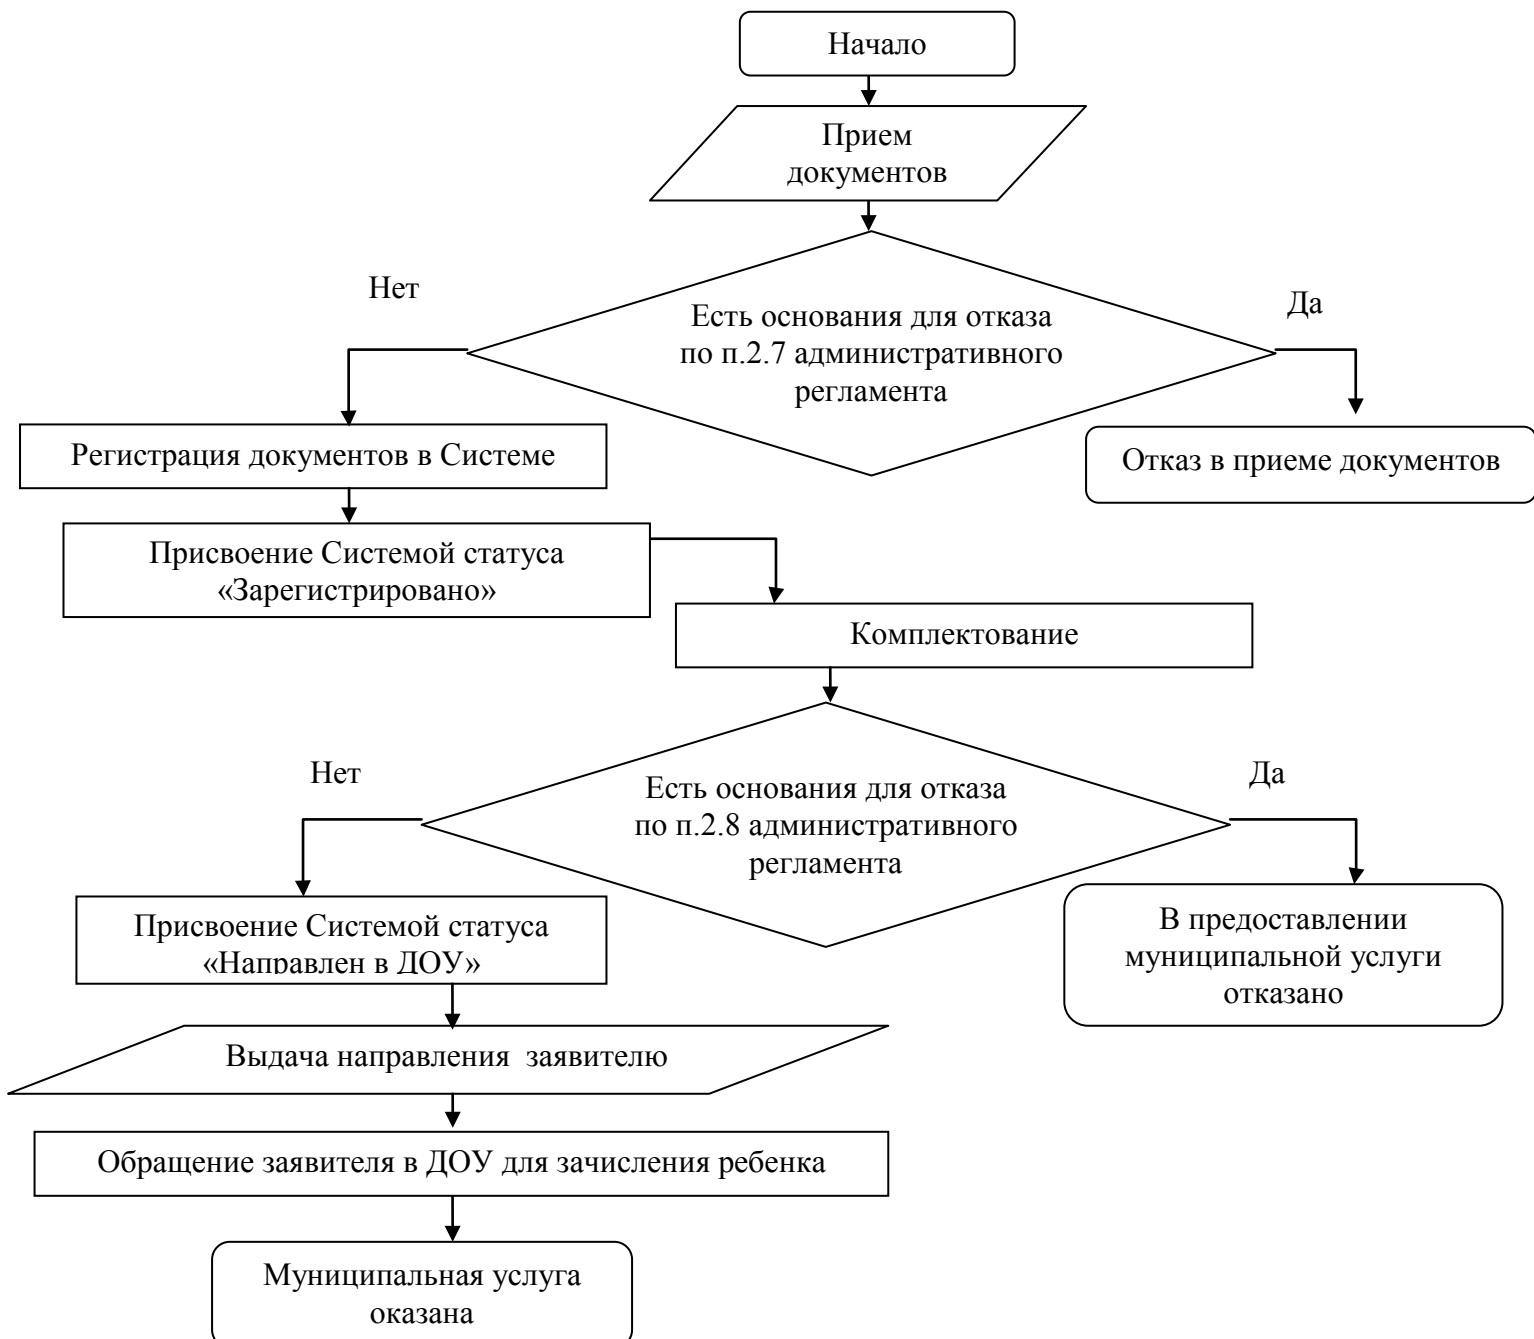 Начало
Прием
документов
Нет
Да
Есть основания для отказа
по п.2.7 административного
регламента
Регистрация документов в Системе
Отказ в приеме документов
Присвоение Системой статуса
«Зарегистрировано»
Комплектование
Нет
Да
Есть основания для отказа
по п.2.8 административного
регламента
Присвоение Системой статуса
«Направлен в ДОУ»
В предоставлении
муниципальной услуги
отказано
Выдача направления заявителю
Обращение заявителя в ДОУ для зачисления ребенка
Муниципальная услуга
оказана